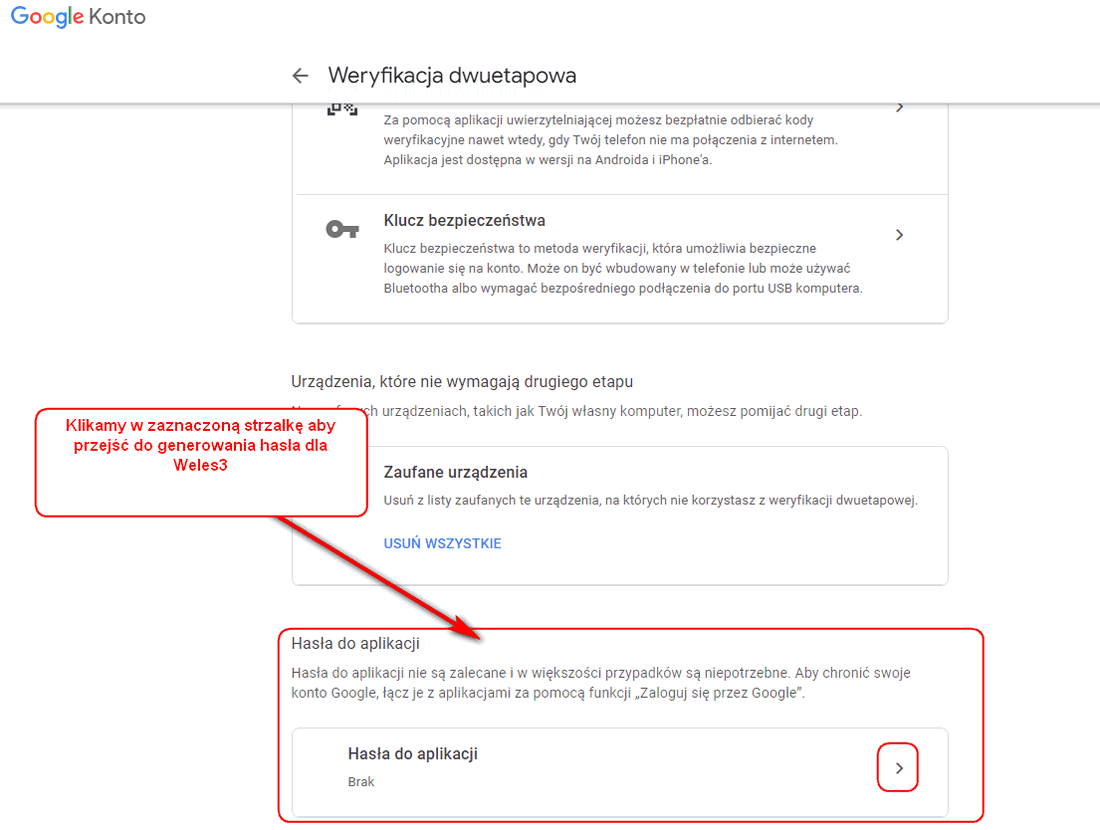 Google Konto
Weryfikacja dwuetapowa
Za pomocą aplikacji uwierzytelniającej możesz bezpłatnie odbierać kody
weryfikacyjne nawet wtedy, gdy Twój telefon nie ma połączenia z internetem.
Aplikacja jest dostępna w wersji na Androida i iPhone'a.
Klucz bezpieczeństwa
Klucz bezpieczeństwa to metoda weryfikacji, która umożliwia bezpieczne
logowanie się na konto. Może on być wbudowany w telefonie lub może używać
Bluetootha albo wymagać bezpośredniego podłączenia do portu USB komputera.
Urządzenia, które nie wymagają drugiego etapu
urządzeniach, takich jak Twój własny komputer, możesz pomijać drugi etap.
Klikamy w zaznaczoną strzalkę aby
przejść do generowania hasla dla
Weles3
Zaufane urządzenia
Usuń z listy zaufanych te urządzenia, na których nie korzystasz z weryfikacji dwuetapowej.
USUŃ WSZYSTKIE
Hasła do aplikacji
Hasła do aplikacji nie są zalecane i w większości przypadków są niepotrzebne. Aby chronić swoje
konto Google, łącz je z aplikacjami za pomocą funkcji „Zaloguj się przez Google”.
Hasła do aplikacji
Brak